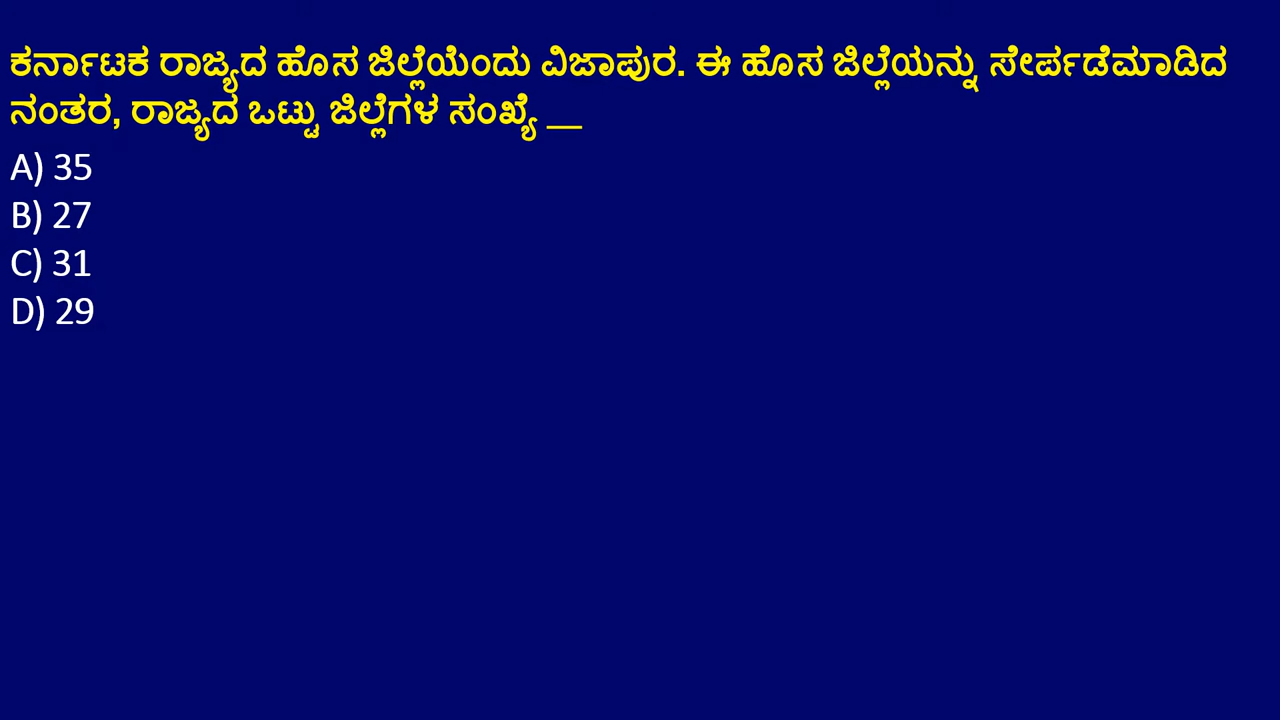 ಕರ್ನಾಟಕ ರಾಜ್ಯದ ಹೊಸ ಜಿಲ್ಲೆಯೆಂದು ವಿಜಾಪುರ. ಈ ಹೊಸ ಜಿಲ್ಲೆಯನ್ನು ಸೇರ್ಪಡೆಮಾಡಿದ
ನಂತರ, ರಾಜ್ಯದ ಒಟ್ಟು ಜಿಲ್ಲೆಗಳ ಸಂಖ್ಯೆ __
A) 35
B) 27
C) 31
D) 29